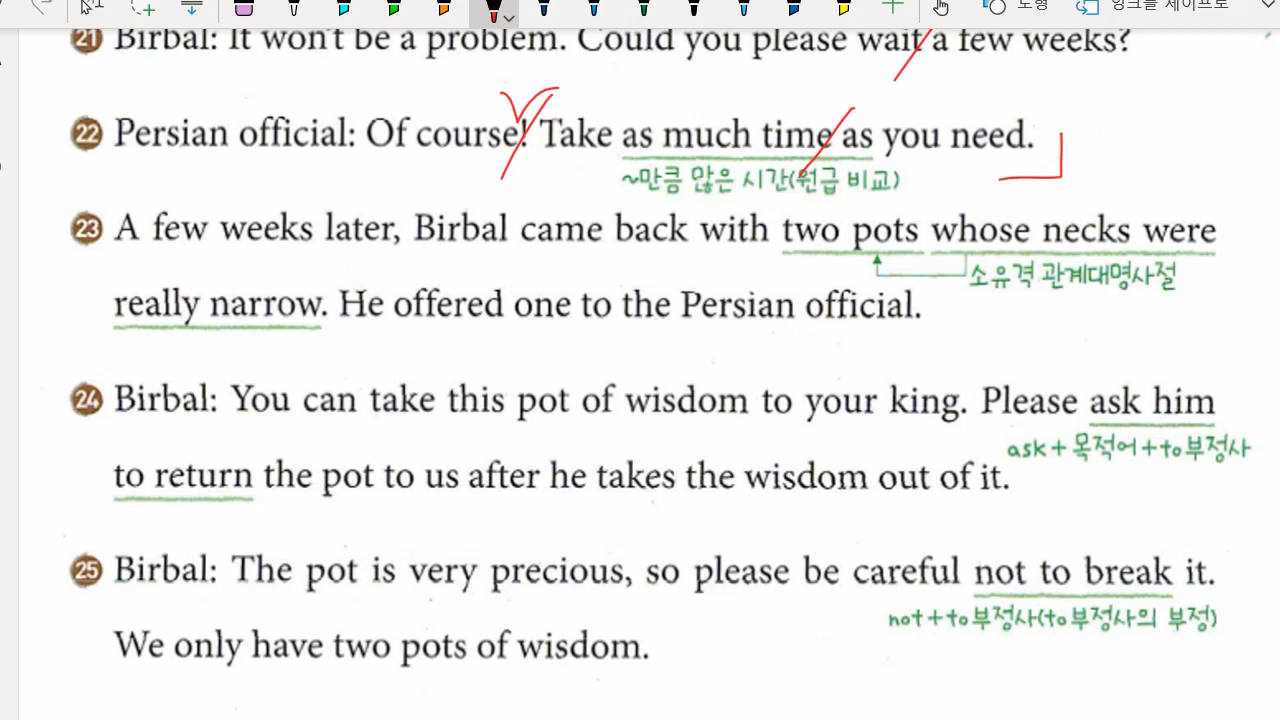 도형 잉크를 셰이프로
21 Birbal: It won't be a problem. Could you please wait a few weeks?
22 Persian official: Of course! Take as much time as you need.
~만큼 많은 시간(원급 비교)
23 A few weeks later, Birbal came back with two pots whose necks were
소유격 관계대명사절
really narrow. He offered one to the Persian official.
24 Birbal: You can take this pot of wisdom to your king. Please ask him
ask+목적어+to부정사
to return the pot to us after he takes the wisdom out of it.
25 Birbal: The pot is very precious, so please be careful not to break it.
not+to부정사(to부정사의 부정)
We only have two pots of wisdom.